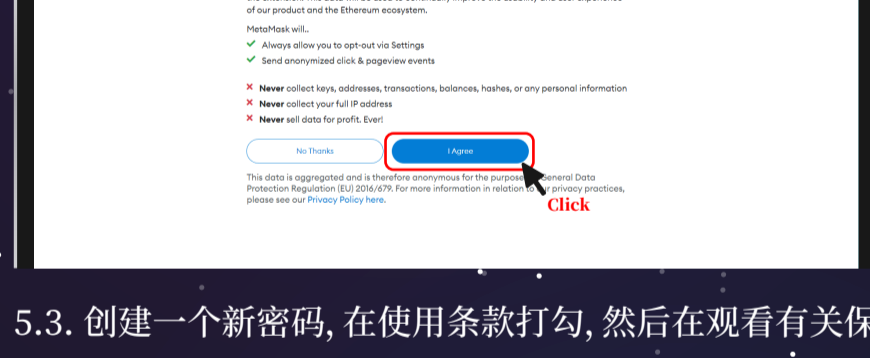 of our product and the Ethereum ecosystem.
MetaMask will..
Always allow you to opt-out via Settings
Send anonymized click & pageview events
Never collect keys, addresses, transactions, balances, hashes, or any personal information
Never collect your full IP address
Never sell data for profit. Ever!
No Thanks
I Agree
This data is aggregated and is therefore anonymous for the purpose General Data
Protection Regulation (EU) 2016/679. For more information in relation to privacy practices,
please see our Privacy Policy here.
Click
5.3. 创建一个新密码, 在使用条款打勾, 然后在观看有关保